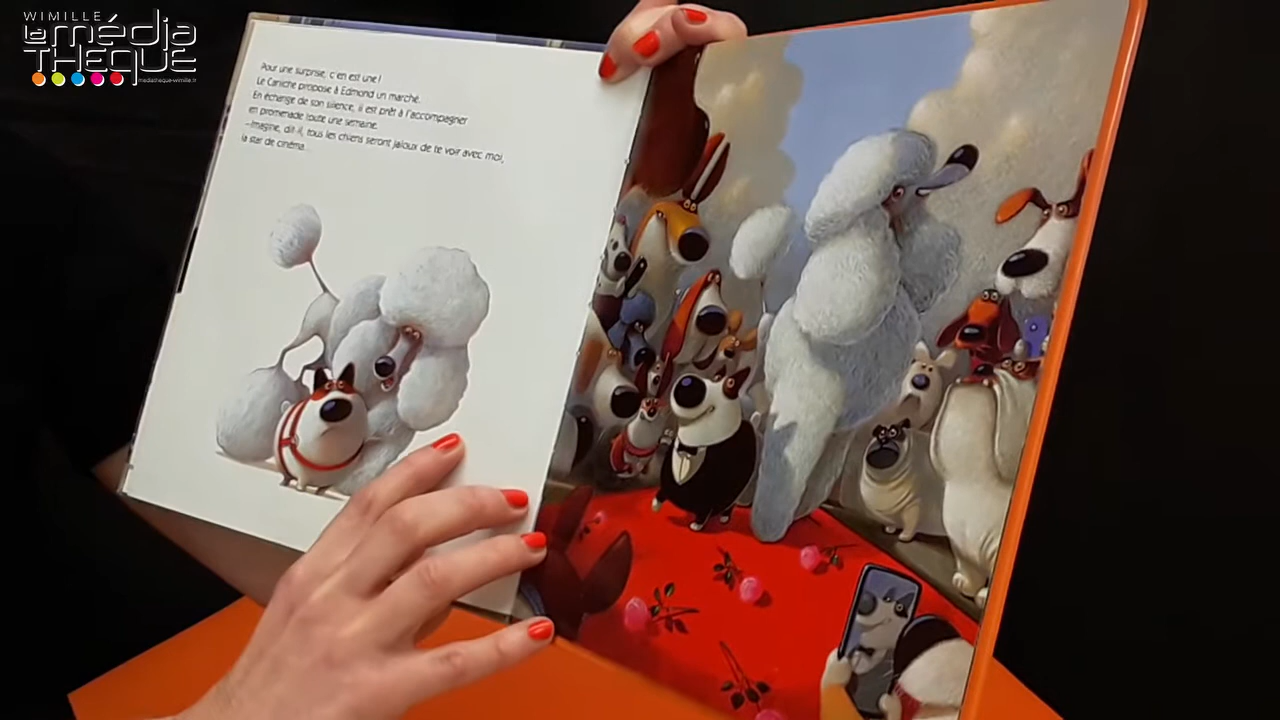 WIMILLE
la média
THEQUE
mediatheque-wimille.fr
Pour une surprise, c'en est une !
Le Caniche propose à Edmond un marché.
En échange de son silence, il est prêt à l'accompagner
en promenade toute une semaine.
– Imagine, dit-il, tous les chiens seront jaloux de te voir avec moi,
la star de cinéma...